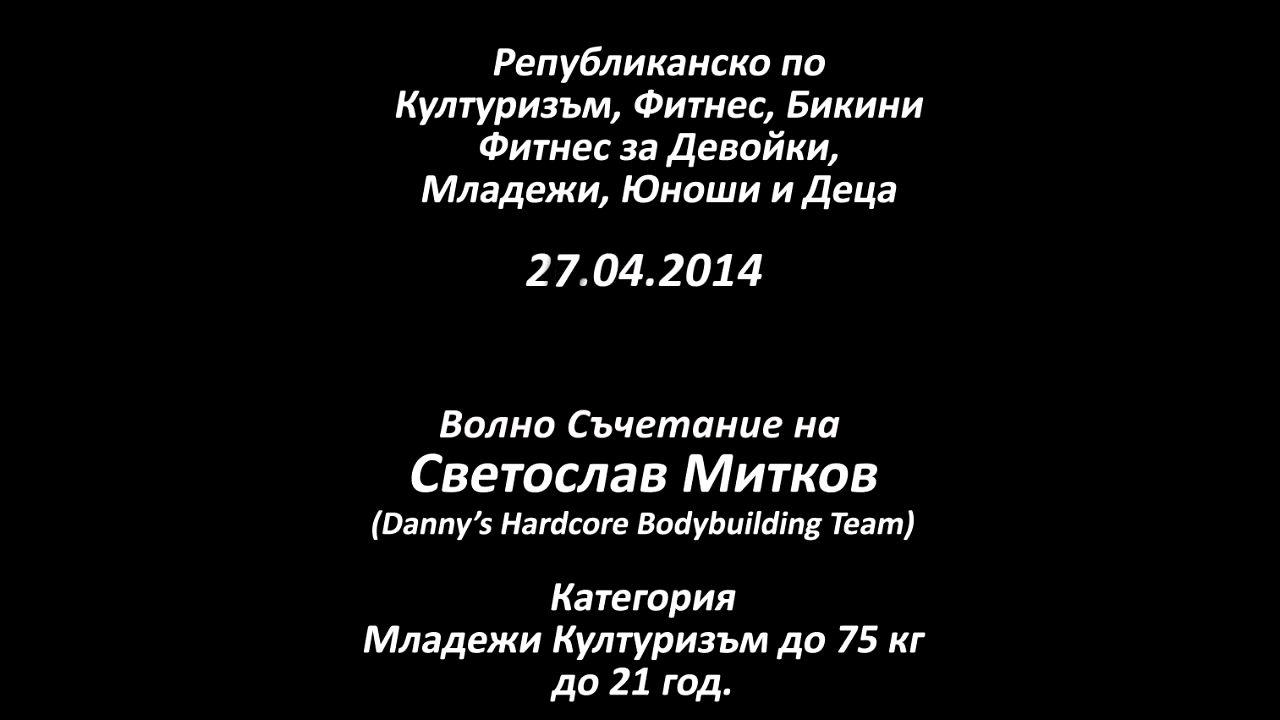 Републиканско по
Културизъм, Фитнес, Бикини
Фитнес за Девойки,
Младежи, Юноши и Деца
27.04.2014
Волно Съчетание на
Светослав Митков
(Danny’s Hardcore Bodybuilding Team)
Категория
Младежи Културизъм до 75 кг
до 21 год.